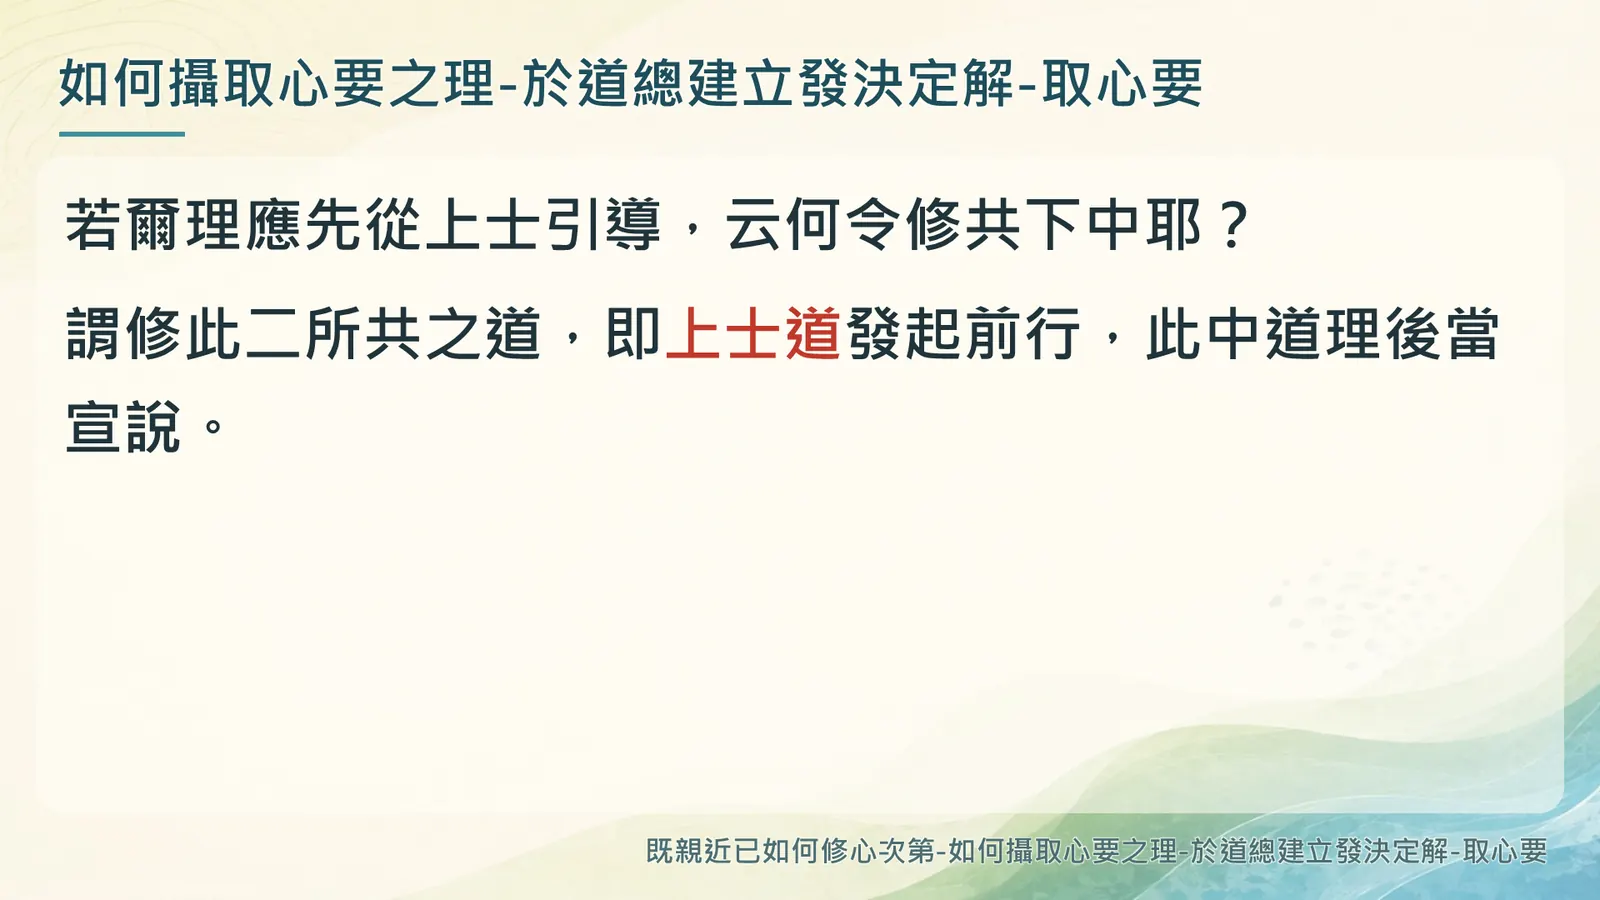 如何攝取心要之理-於道總建立發決定解-取心要
若爾理應先從上士引導，云何令修共下中耶？
謂修此二所共之道，即上士道發起前行，此中道理後當
宣說。
既親近已如何修心次第-如何攝取心要之理-於道總建立發決定解-取心要